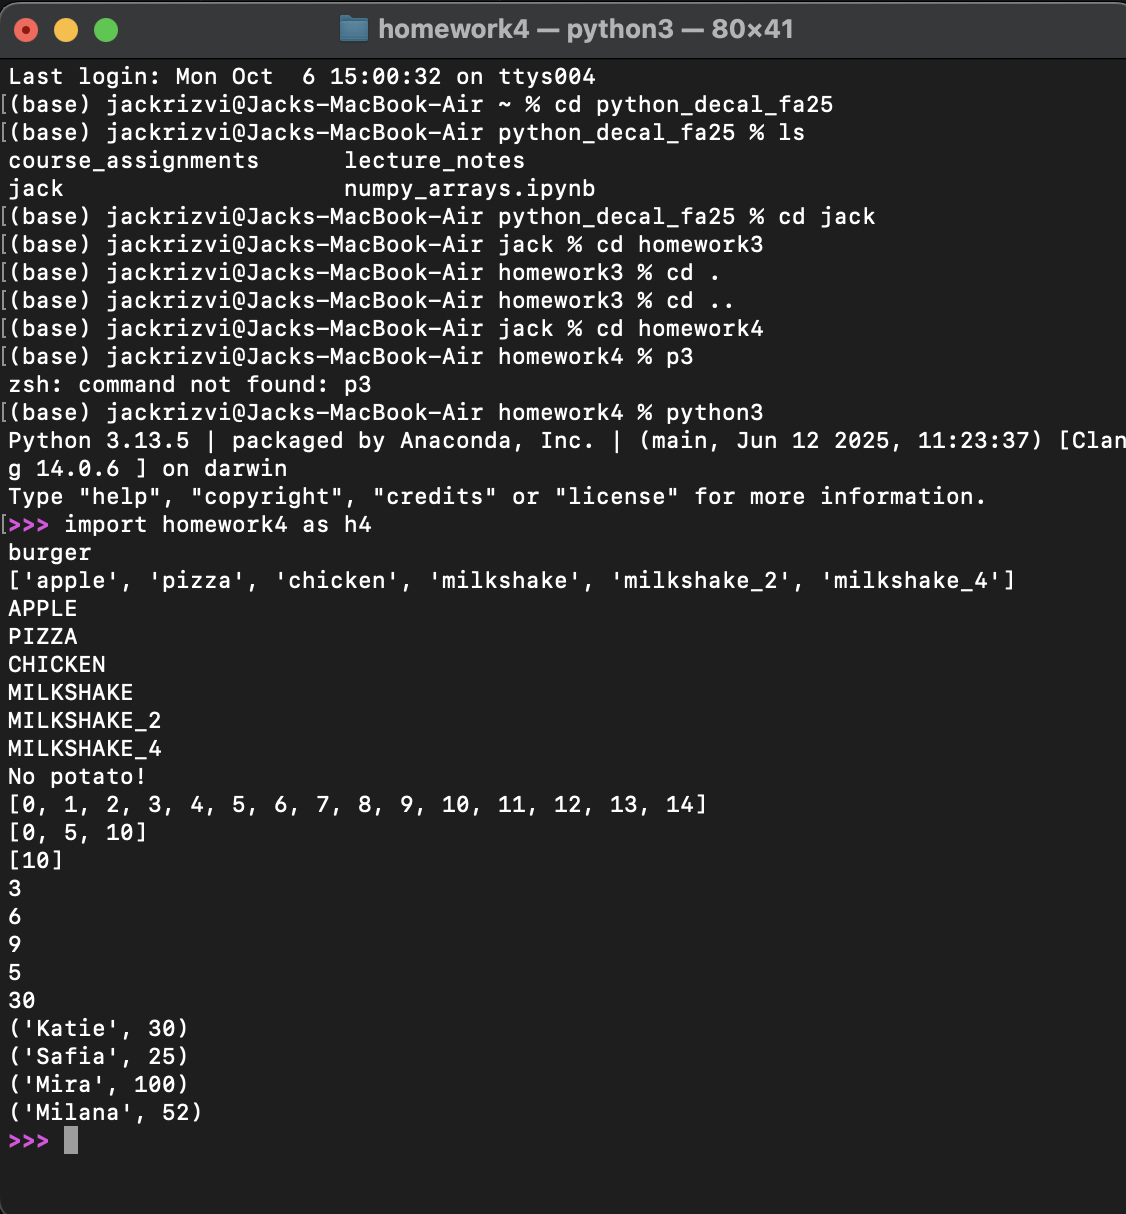 homework4 — python3 — 80×41
Last login: Mon Oct  6 15:00:32 on ttys004
[(base) jackrizvi@Jacks-MacBook-Air ~ % cd python_decal_fa25
[(base) jackrizvi@Jacks-MacBook-Air python_decal_fa25 % ls
course_assignments      lecture_notes
jack                    numpy_arrays.ipynb
[(base) jackrizvi@Jacks-MacBook-Air python_decal_fa25 % cd jack
[(base) jackrizvi@Jacks-MacBook-Air jack % cd homework3
[(base) jackrizvi@Jacks-MacBook-Air homework3 % cd .
[(base) jackrizvi@Jacks-MacBook-Air homework3 % cd ..
[(base) jackrizvi@Jacks-MacBook-Air jack % cd homework4
[(base) jackrizvi@Jacks-MacBook-Air homework4 % p3
zsh: command not found: p3
[(base) jackrizvi@Jacks-MacBook-Air homework4 % python3
Python 3.13.5 | packaged by Anaconda, Inc. | (main, Jun 12 2025, 11:23:37) [Clan
g 14.0.6 ] on darwin
Type "help", "copyright", "credits" or "license" for more information.
[>>> import homework4 as h4
burger
['apple', 'pizza', 'chicken', 'milkshake', 'milkshake_2', 'milkshake_4']
APPLE
PIZZA
CHICKEN
MILKSHAKE
MILKSHAKE_2
MILKSHAKE_4
No potato!
[0, 1, 2, 3, 4, 5, 6, 7, 8, 9, 10, 11, 12, 13, 14]
[0, 5, 10]
[10]
3
6
9
5
30
('Katie', 30)
('Safia', 25)
('Mira', 100)
('Milana', 52)
>>>